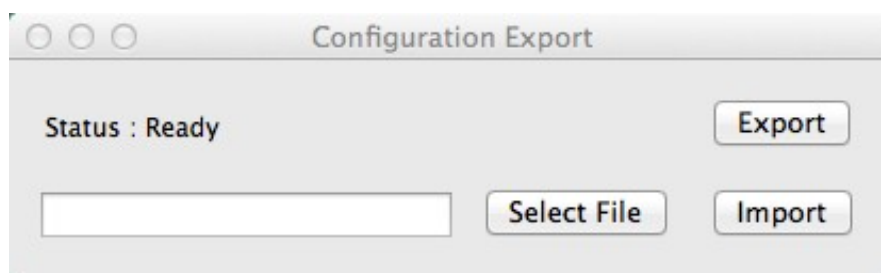 Configuration Export
Status : Ready
Export
Select File
Import